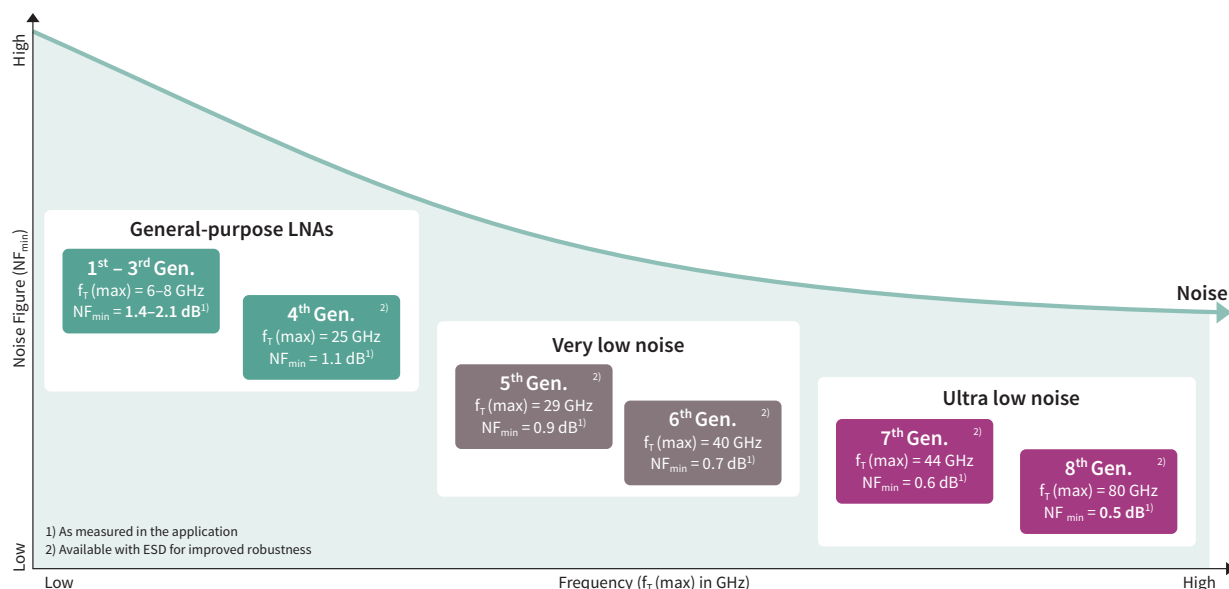 High
Noise Figure (NFmin)
Low
General-purpose LNAs
1st – 3rd Gen.
fT (max) = 6–8 GHz
NFmin = 1.4–2.1 dB1)
4th Gen. 2)
fT (max) = 25 GHz
NFmin = 1.1 dB1)
Very low noise
5th Gen. 2)
fT (max) = 29 GHz
NFmin = 0.9 dB1)
6th Gen. 2)
fT (max) = 40 GHz
NFmin = 0.7 dB1)
Noise
Ultra low noise
7th Gen. 2)
fT (max) = 44 GHz
NFmin = 0.6 dB1)
8th Gen. 2)
fT (max) = 80 GHz
NF min = 0.5 dB1)
1) As measured in the application
2) Available with ESD for improved robustness
Low
Frequency (fT (max) in GHz)
High